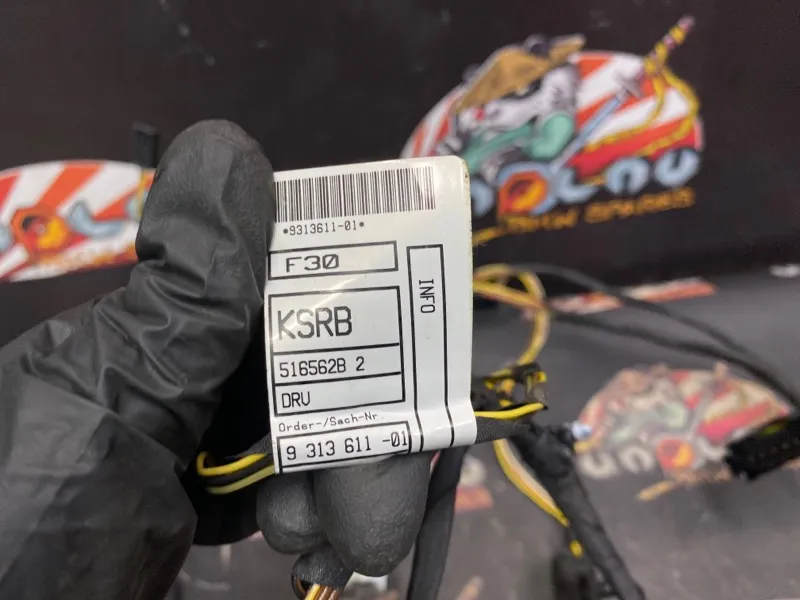 *9313611-01*
F30
INFO
KSRB
516562B 2
DRV
Order-/Sach-Nr.
9 313 611 -01